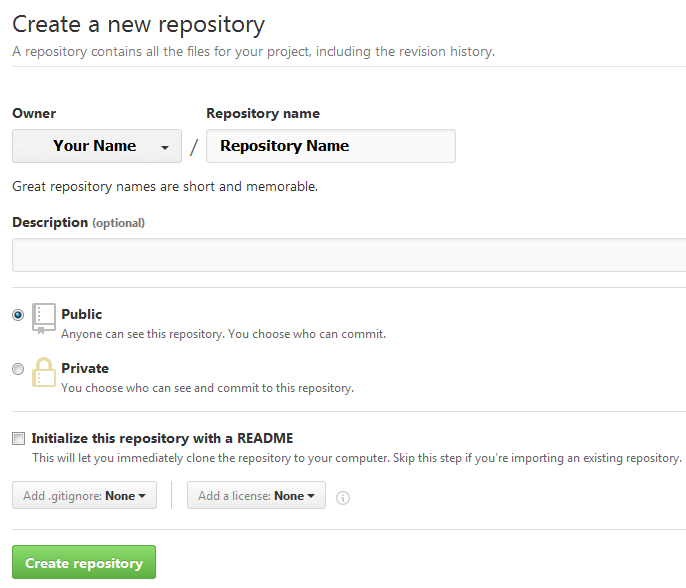 Create a new repository
A repository contains all the files for your project, including the revision history.
Owner Repository name
Your Name / Repository Name
Great repository names are short and memorable.
Description (optional)
Public
Anyone can see this repository. You choose who can commit.
Private
You choose who can see and commit to this repository.
Initialize this repository with a README
This will let you immediately clone the repository to your computer. Skip this step if you're importing an existing repository.
Add .gitignore: None Add a license: None
Create repository